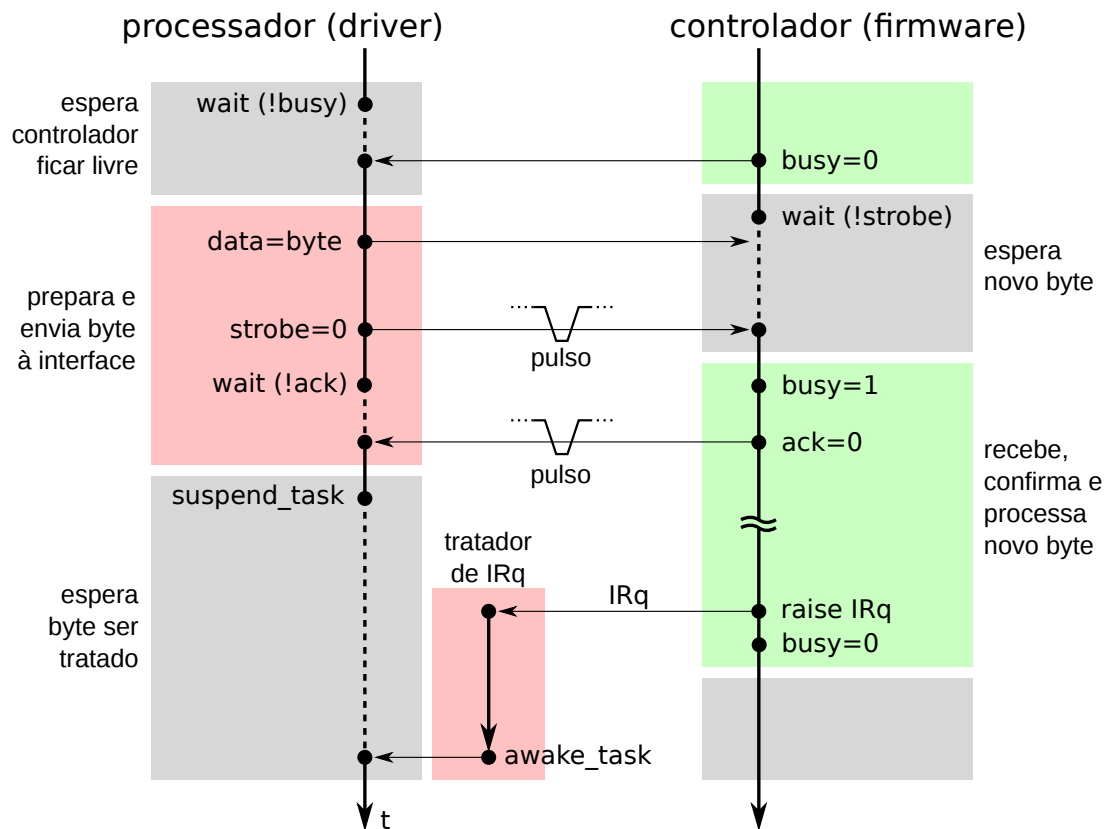 processador (driver)
controlador (firmware)
espera
controlador
ficar livre
wait (!busy)
busy=0
wait (!strobe)
data=byte
espera
novo byte
prepara e
envia byte
à interface
strobe=0
pulso
wait (!ack)
busy=1
ack=0
pulso
recebe,
confirma e
processa
novo byte
suspend_task
tratador
de IRq
espera
byte ser
tratado
IRq
raise IRq
busy=0
awake_task
t